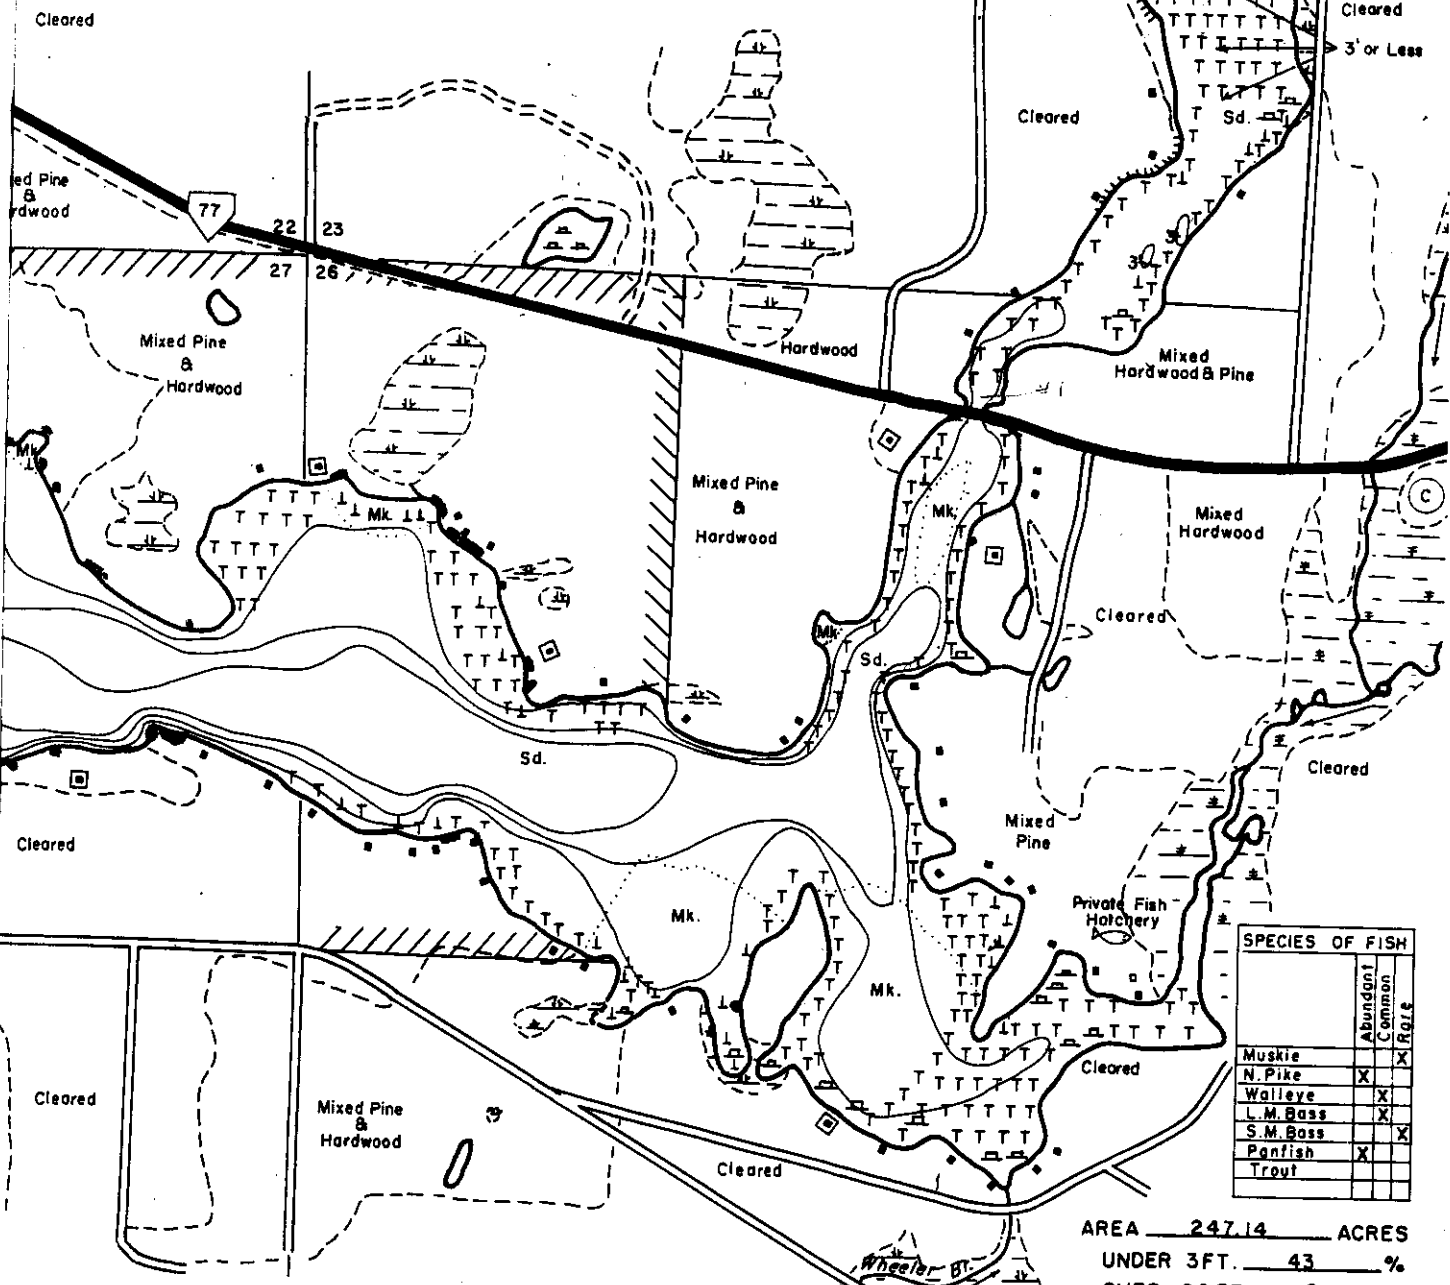 Cleared
Cleared
3' or Less
Cleared
Sd.
ed Pine
&
rdwood
77
22 23
27 26
3
3
Mixed Pine
&
Hardwood
Hardwood
Mixed
Hardwood & Pine
Mk.
Mk.
Mixed Pine
&
Hardwood
Mk.
Mixed
Hardwood
C
Cleared
Mk.
Sd.
Sd.
Cleared
Cleared
Mixed
Pine
Mk.
Private Fish
Hatchery
Mk.
Cleared
Cleared
Mixed Pine
&
Hardwood
Cleared
SPECIES OF FISH
Abundant Common Rare
Muskie X
N. Pike X
Walleye X
L.M. Bass X
S.M. Bass X
Panfish X
Trout
AREA 247.14 ACRES
UNDER 3FT. 43 %
Wheeler Br.